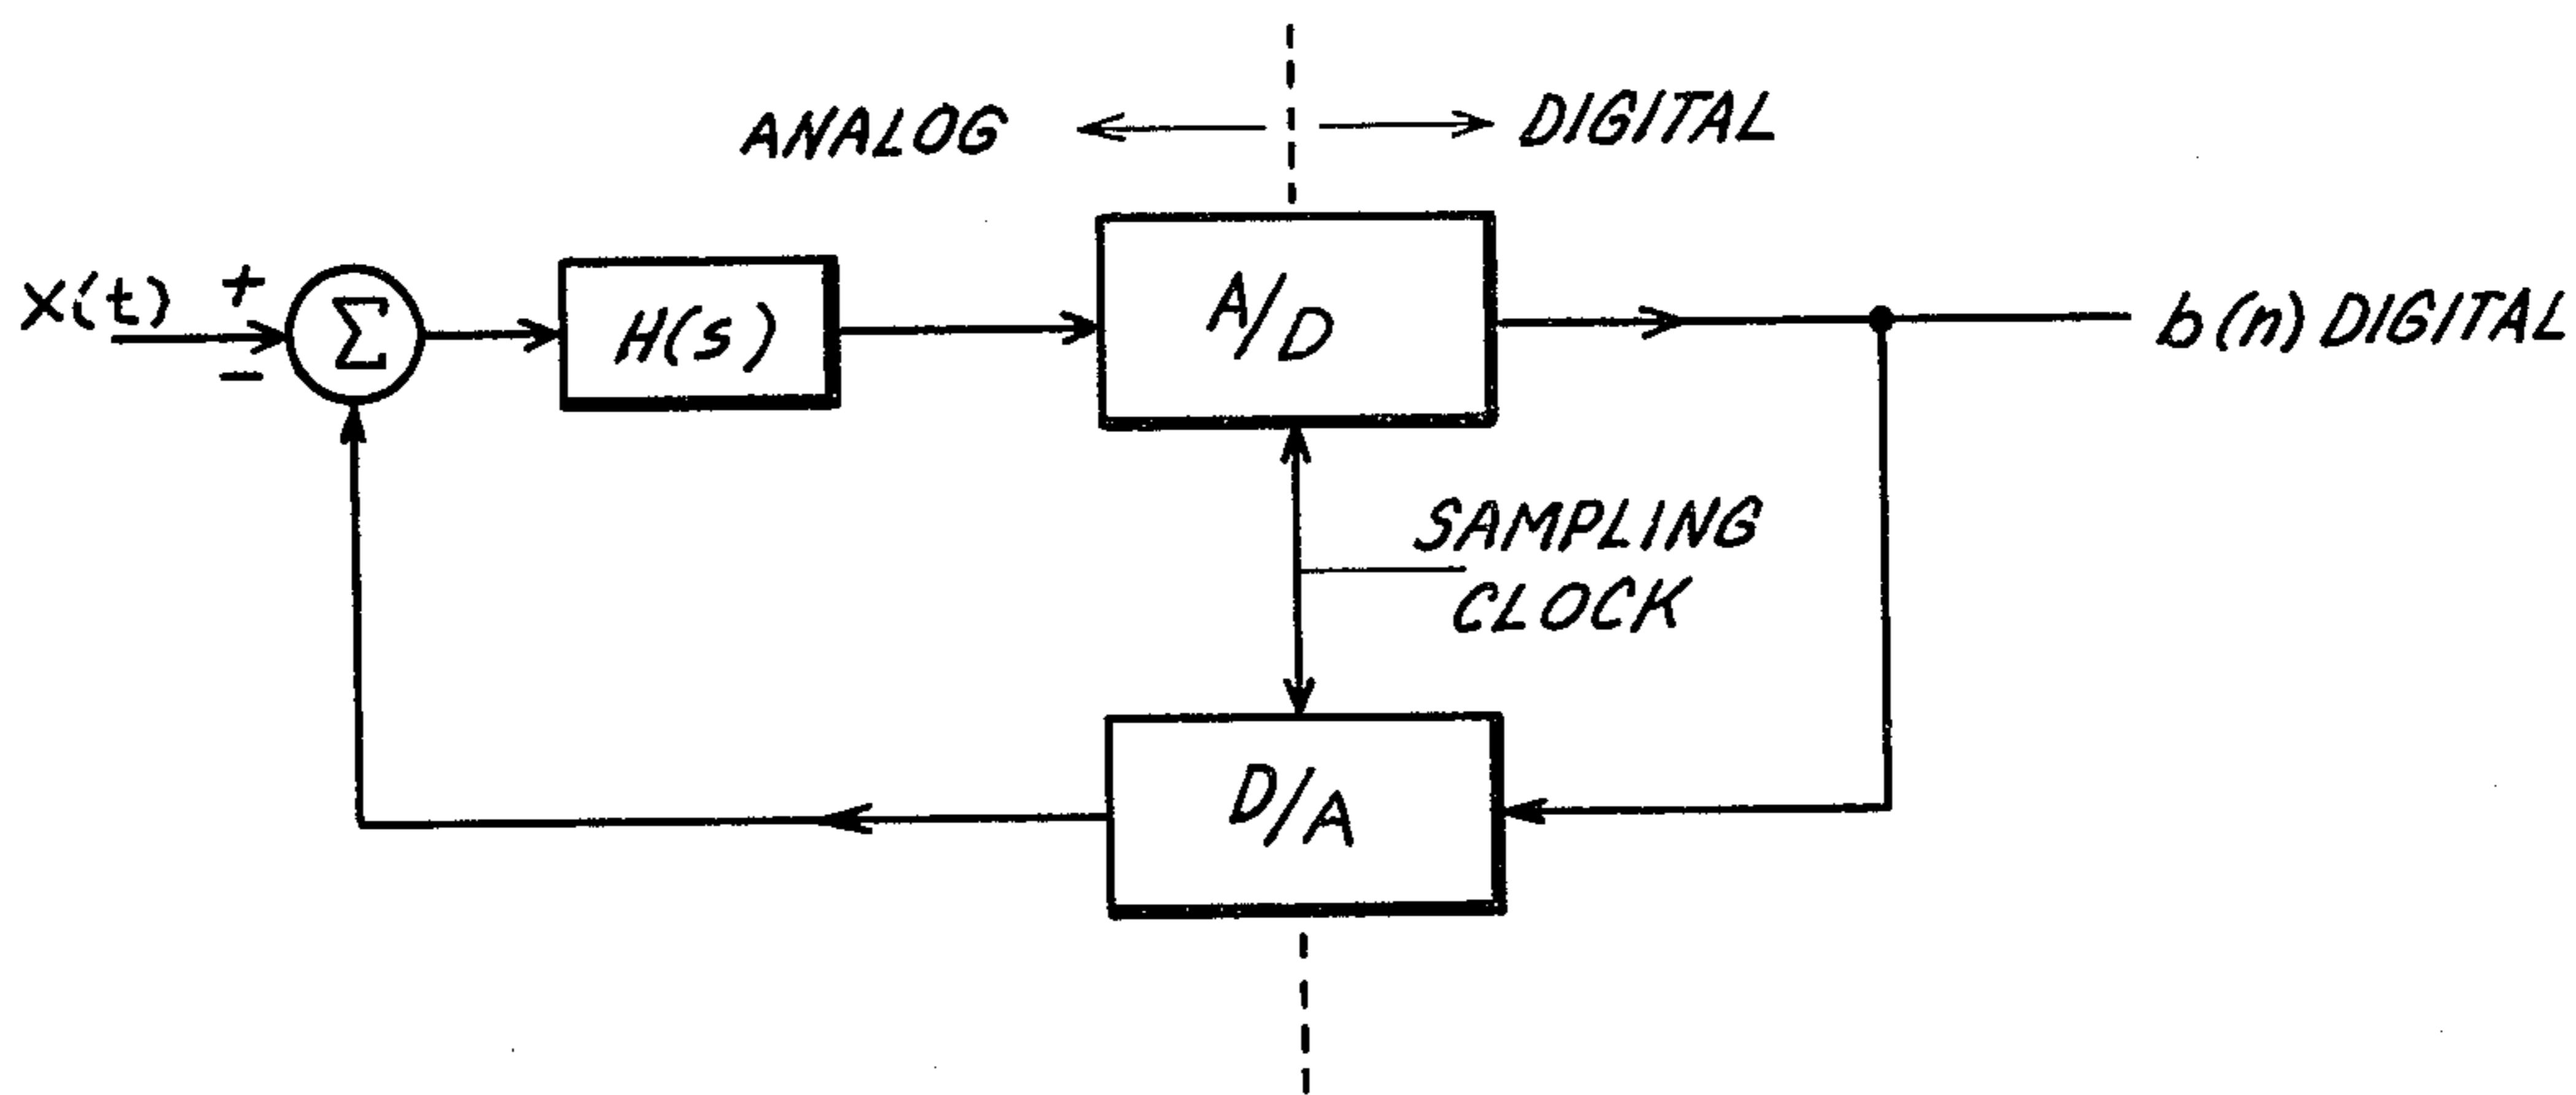 ANALOG
DIGITAL
x(t)
+
−
Σ
H(s)
A/D
b(n) DIGITAL
SAMPLING
CLOCK
D/A